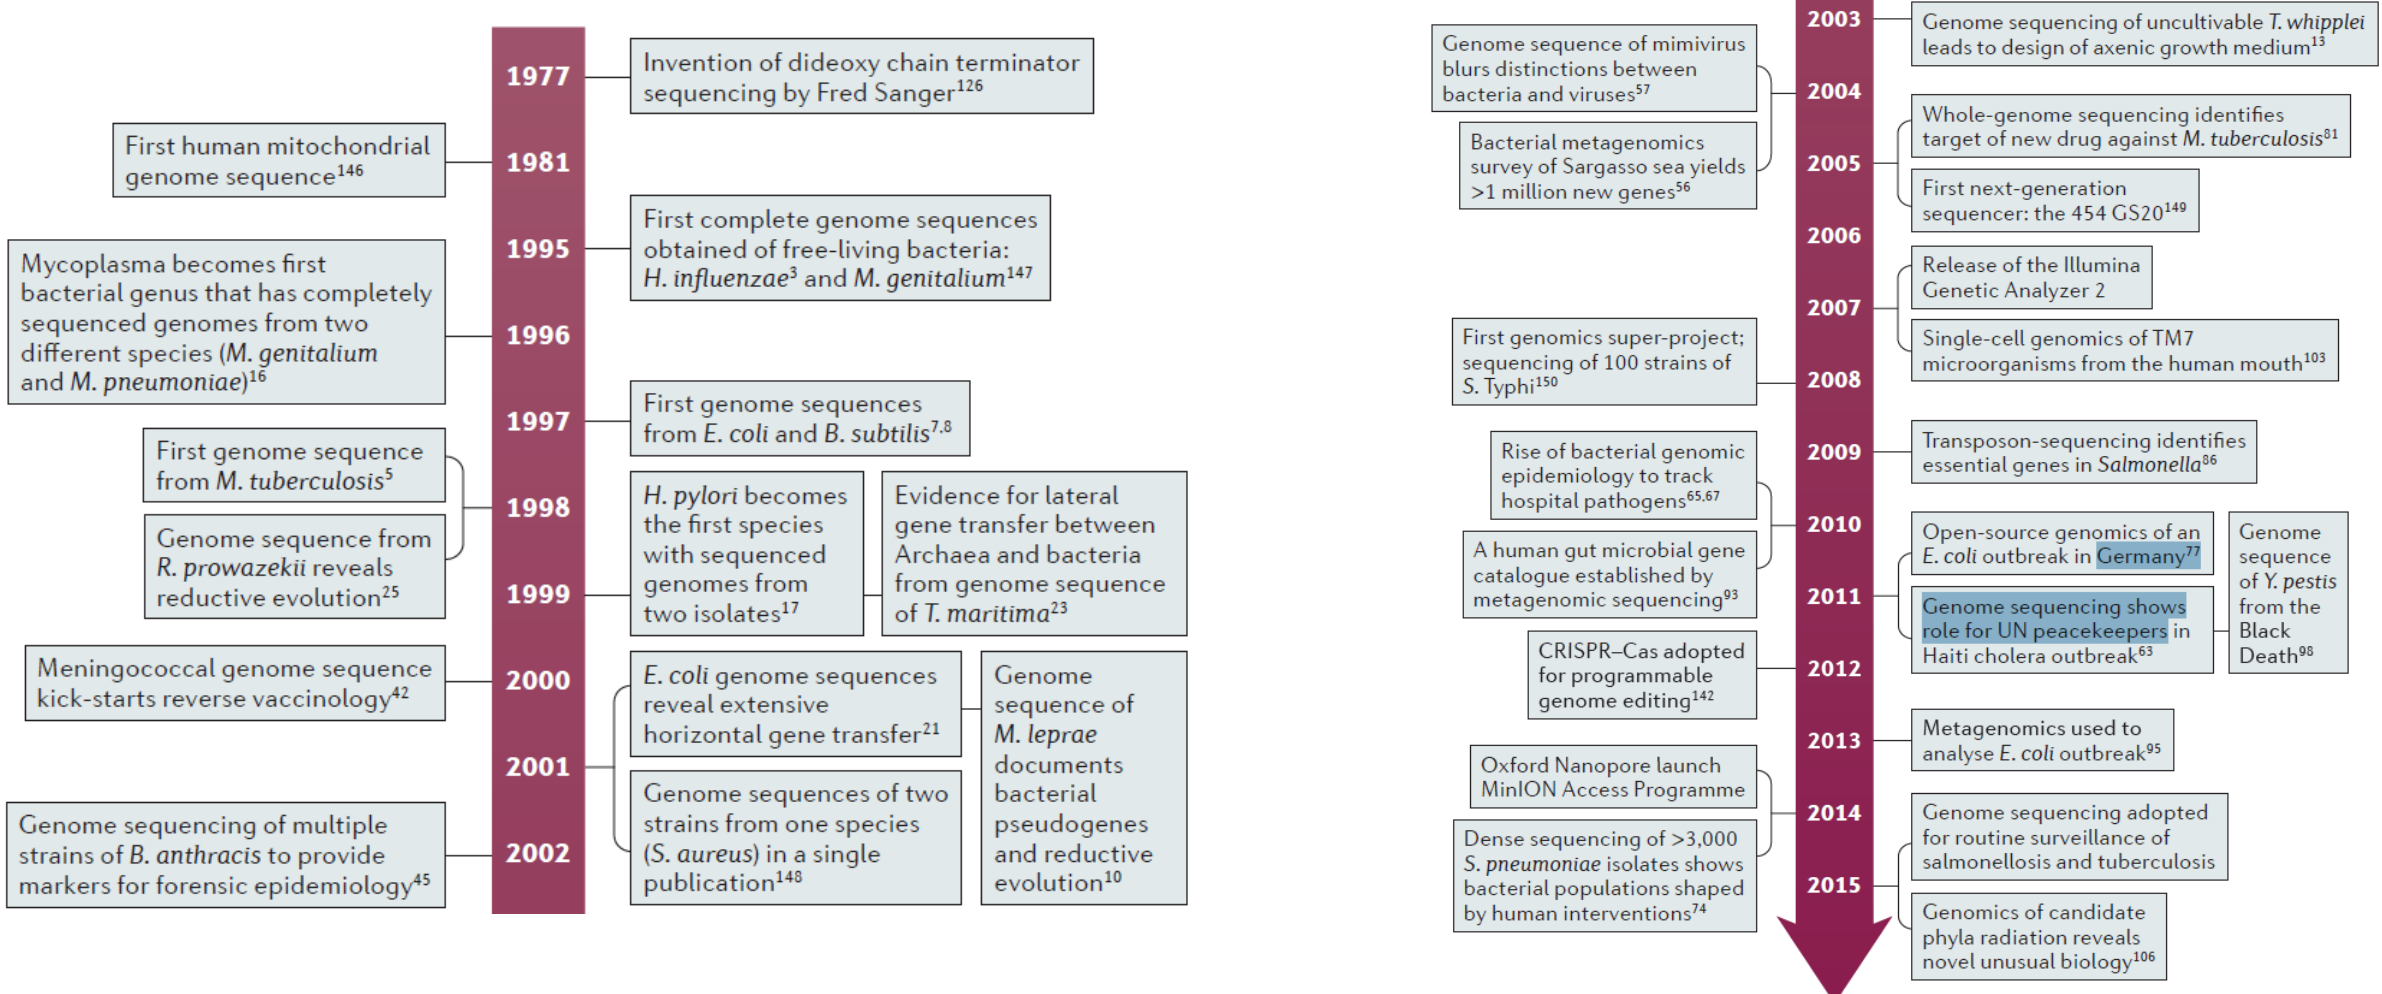 1977
Invention of dideoxy chain terminator
sequencing by Fred Sanger126
First human mitochondrial
genome sequence146
1981
1995
First complete genome sequences
obtained of free-living bacteria:
H. influenzae3 and M. genitalium147
Mycoplasma becomes first
bacterial genus that has completely
sequenced genomes from two
different species (M. genitalium
and M. pneumoniae)16
1996
1997
First genome sequences
from E. coli and B. subtilis7,8
First genome sequence
from M. tuberculosis5
Genome sequence from
R. prowazekii reveals
reductive evolution25
1998
1999
H. pylori becomes
the first species
with sequenced
genomes from
two isolates17
Evidence for lateral
gene transfer between
Archaea and bacteria
from genome sequence
of T. maritima23
Meningococcal genome sequence
kick-starts reverse vaccinology42
2000
2001
E. coli genome sequences
reveal extensive
horizontal gene transfer21
Genome sequences of two
strains from one species
(S. aureus) in a single
publication148
Genome
sequence of
M. leprae
documents
bacterial
pseudogenes
and reductive
evolution10
Genome sequencing of multiple
strains of B. anthracis to provide
markers for forensic epidemiology45
2002
2003
Genome sequencing of uncultivable T. whipplei
leads to design of axenic growth medium13
Genome sequence of mimivirus
blurs distinctions between
bacteria and viruses57
Bacterial metagenomics
survey of Sargasso sea yields
>1 million new genes56
2004
2005
Whole-genome sequencing identifies
target of new drug against M. tuberculosis81
First next-generation
sequencer: the 454 GS20149
2006
2007
Release of the Illumina
Genetic Analyzer 2
Single-cell genomics of TM7
microorganisms from the human mouth103
First genomics super-project;
sequencing of 100 strains of
S. Typhi150
2008
2009
Transposon-sequencing identifies
essential genes in Salmonella86
Rise of bacterial genomic
epidemiology to track
hospital pathogens65,67
A human gut microbial gene
catalogue established by
metagenomic sequencing93
2010
2011
Open-source genomics of an
E. coli outbreak in Germany77
Genome sequencing shows
role for UN peacekeepers in
Haiti cholera outbreak63
Genome
sequence
of Y. pestis
from the
Black
Death98
CRISPR–Cas adopted
for programmable
genome editing142
2012
2013
Metagenomics used to
analyse E. coli outbreak95
Oxford Nanopore launch
MinION Access Programme
Dense sequencing of >3,000
S. pneumoniae isolates shows
bacterial populations shaped
by human interventions74
2014
2015
Genome sequencing adopted
for routine surveillance of
salmonellosis and tuberculosis
Genomics of candidate
phyla radiation reveals
novel unusual biology106